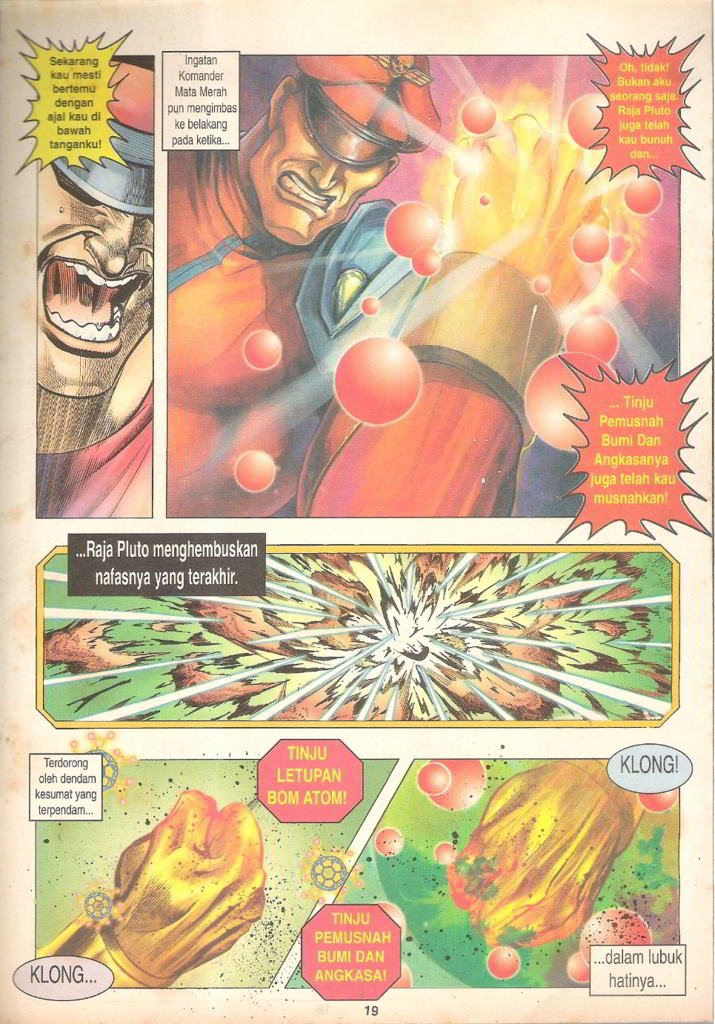 Sekarang
kau mesti
bertemu
dengan
ajal kau di
bawah
tanganku!
Ingatan
Komander
Mata Merah
pun mengimbas
ke belakang
pada ketika...
Oh, tidak!
Bukan aku
seorang saja.
Raja Pluto
juga telah
kau bunuh
dan...
... Tinju
Pemusnah
Bumi Dan
Angkasanya
juga telah kau
musnahkan!
...Raja Pluto menghembuskan
nafasnya yang terakhir.
Terdorong
oleh dendam
kesumat yang
terpendam...
TINJU
LETUPAN
BOM ATOM!
KLONG...
KLONG!
TINJU
PEMUSNAH
BUMI DAN
ANGKASA!
...dalam lubuk
hatinya...
19